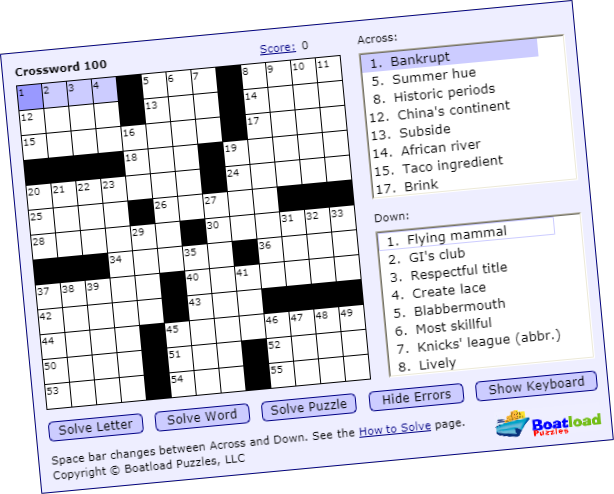 Crossword 100
Score: 0
1 2 3 4 5 6 7 8 9 10 11
12 13 14
15 16 17
18 19
20 21 22 23 24
25 26 27
28 29 30 31 32 33
34 35 36
37 38 39 40 41
42 43
44 45 46 47 48 49
50 51 52
53 54 55
Across:
1. Bankrupt
5. Summer hue
8. Historic periods
12. China's continent
13. Subside
14. African river
15. Taco ingredient
17. Brink
Down:
1. Flying mammal
2. GI's club
3. Respectful title
4. Create lace
5. Blabbermouth
6. Most skillful
7. Knicks' league (abbr.)
8. Lively
Solve Letter
Solve Word
Solve Puzzle
Hide Errors
Show Keyboard
Space bar changes between Across and Down. See the How to Solve page.
Copyright © Boatload Puzzles, LLC
Boatload
Puzzles